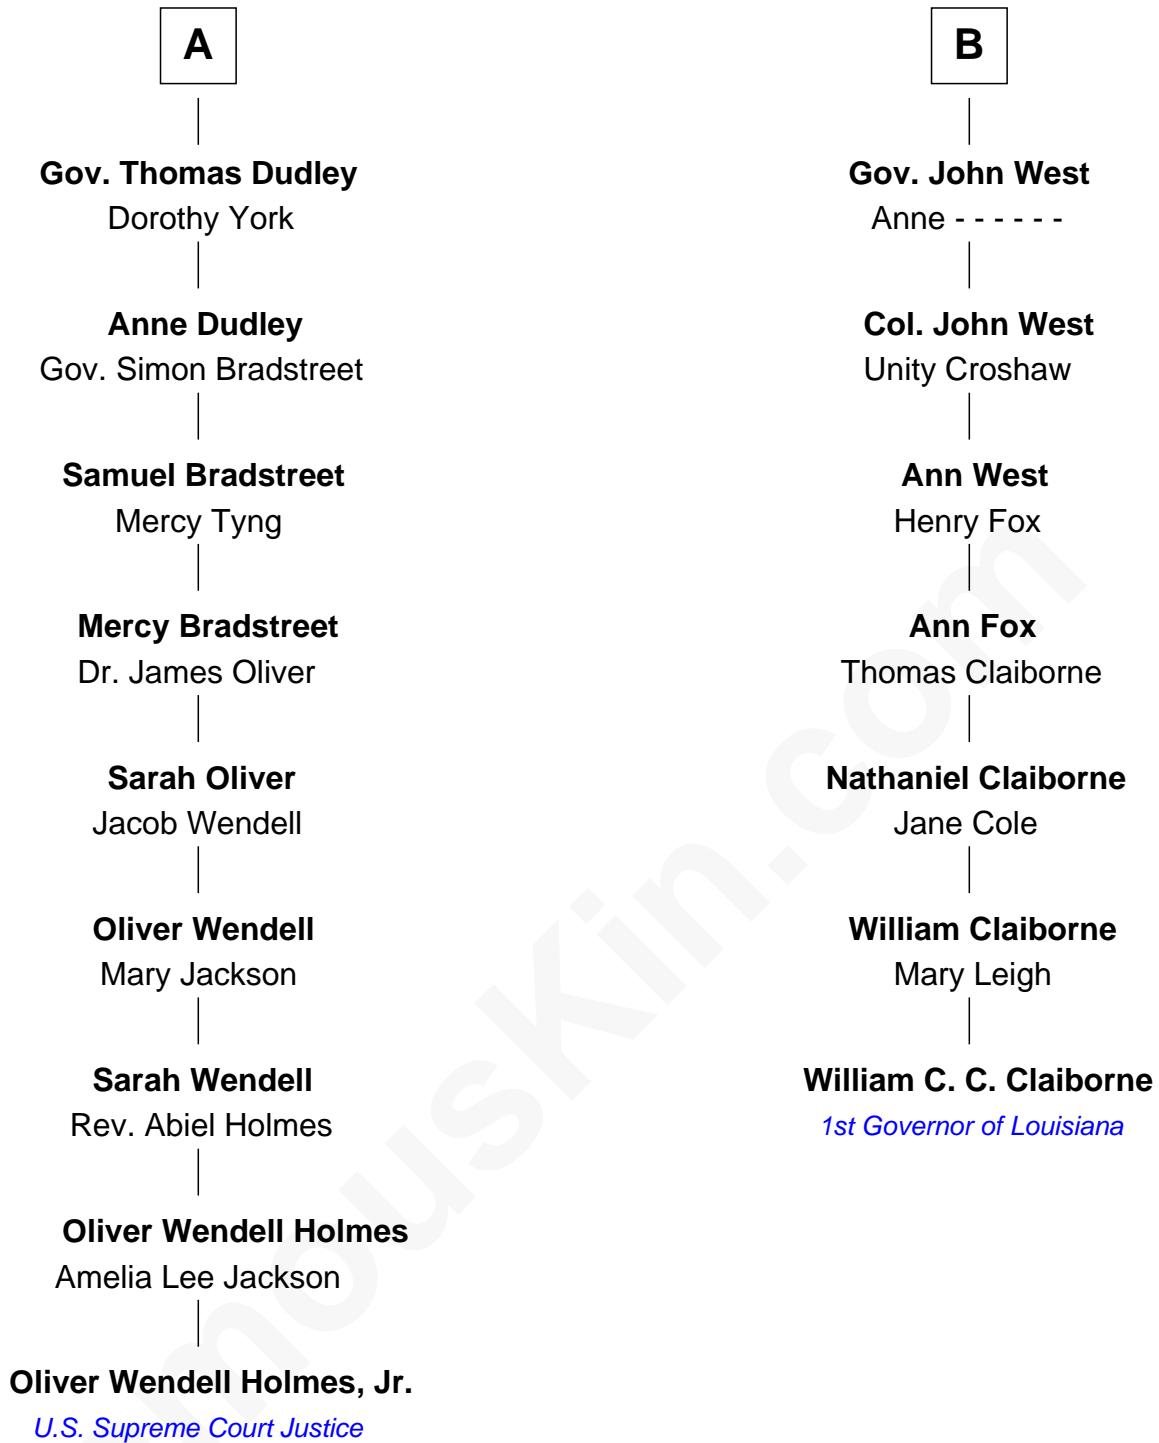 A
Gov. Thomas Dudley
Dorothy York
Anne Dudley
Gov. Simon Bradstreet
Samuel Bradstreet
Mercy Tyng
Mercy Bradstreet
Dr. James Oliver
Sarah Oliver
Jacob Wendell
Oliver Wendell
Mary Jackson
Sarah Wendell
Rev. Abiel Holmes
Oliver Wendell Holmes
Amelia Lee Jackson
Oliver Wendell Holmes, Jr.
U.S. Supreme Court Justice
B
Gov. John West
Anne - - - - - -
Col. John West
Unity Croshaw
Ann West
Henry Fox
Ann Fox
Thomas Claiborne
Nathaniel Claiborne
Jane Cole
William Claiborne
Mary Leigh
William C. C. Claiborne
1st Governor of Louisiana
mousKin.com